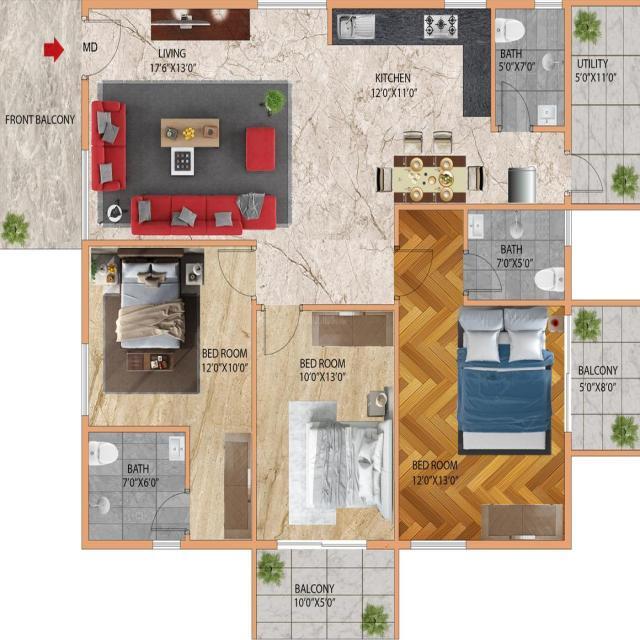 MD
LIVING
17'6"X13'0"
KITCHEN
12'0"X11'0"
BATH
5'0"X7'0"
UTILITY
5'0"X11'0"
FRONT BALCONY
BATH
7'0"X5'0"
BED ROOM
12'0"X10'0"
BED ROOM
10'0"X13'0"
BALCONY
5'0"X8'0"
BATH
7'0"X6'0"
BED ROOM
12'0"X13'0"
BALCONY
10'0"X5'0"